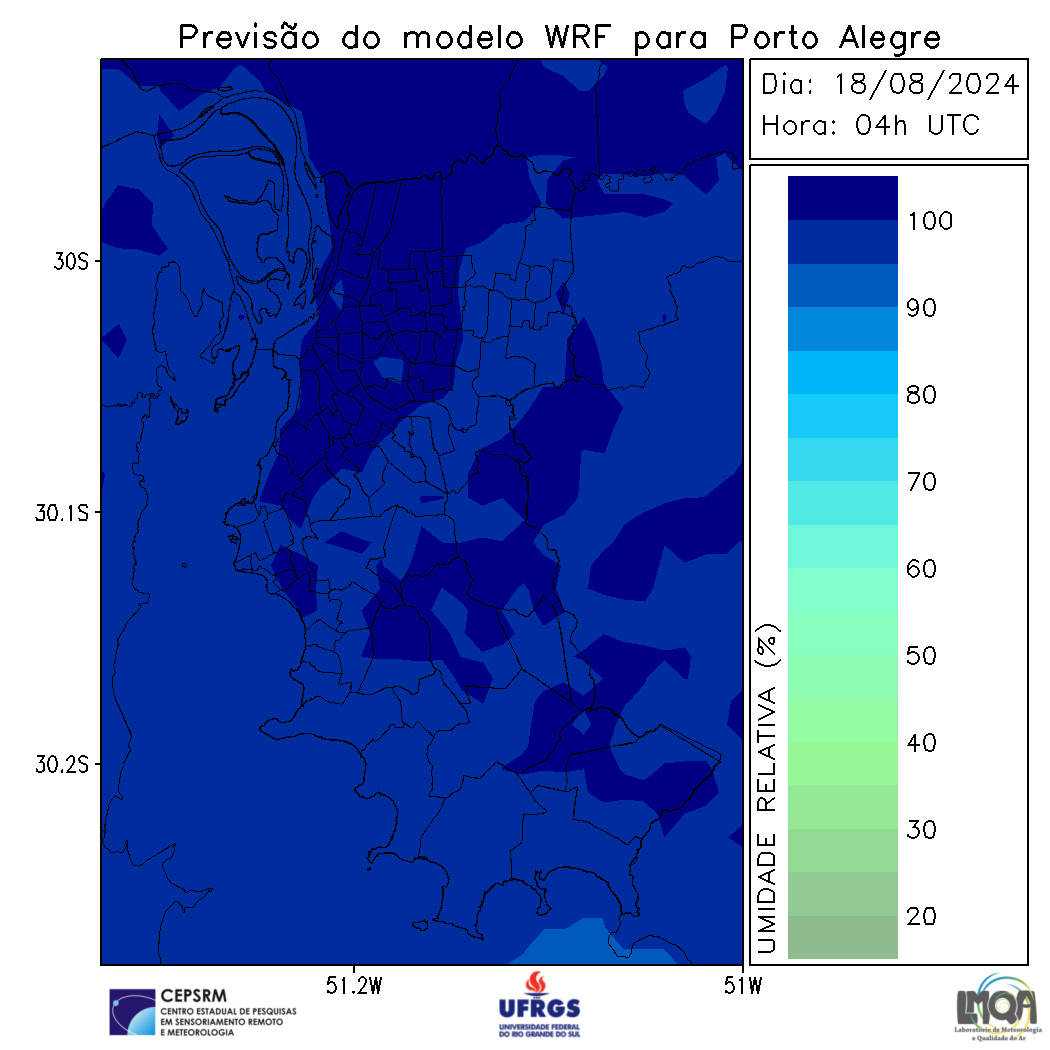 Previsão do modelo WRF para Porto Alegre
Dia: 18/08/2024
Hora: 04h UTC
100
90
80
70
60
50
40
30
20
UMIDADE RELATIVA (%)
30S
30.1S
30.2S
51.2W
51W
CEPSRM
CENTRO ESTADUAL DE PESQUISAS
EM SENSORIAMENTO REMOTO
E METEOROLOGIA
UFRGS
UNIVERSIDADE FEDERAL
DO RIO GRANDE DO SUL
LMQA
Laboratório de Meteorologia
e Qualidade do Ar